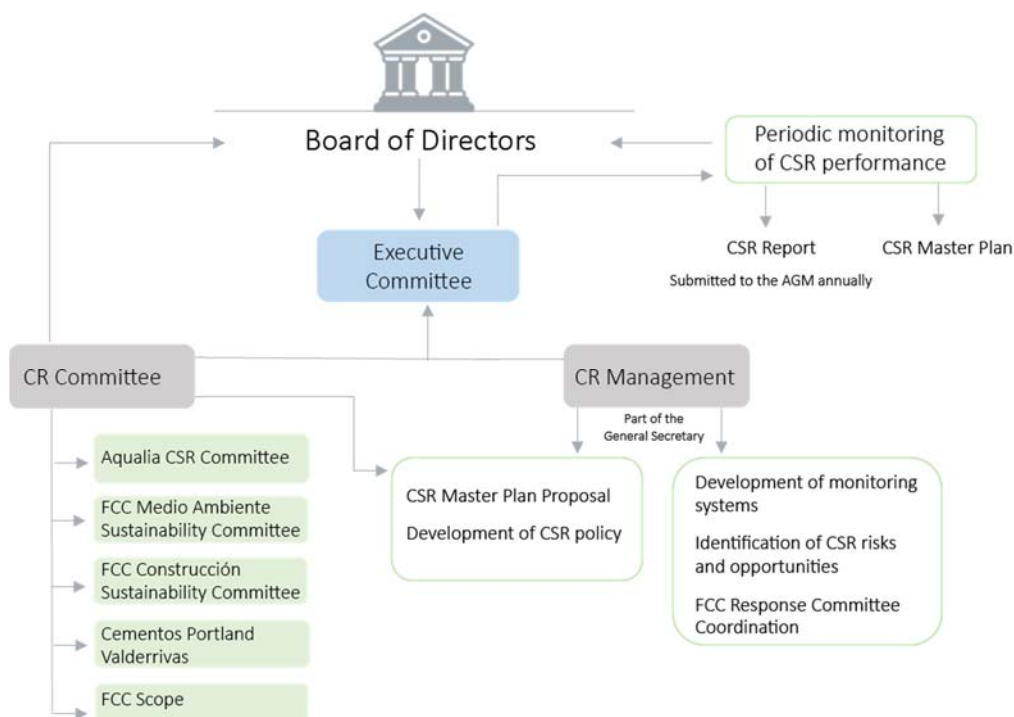 Board of Directors
Periodic monitoring
of CSR performance
Executive
Committee
CSR Report
CSR Master Plan
Submitted to the AGM annually
CR Committee
CR Management
Part of the
General Secretary
Aqualia CSR Committee
FCC Medio Ambiente
Sustainability Committee
FCC Construcción
Sustainability Committee
Cementos Portland
Valderrivas
FCC Scope
CSR Master Plan Proposal
Development of CSR policy
Development of monitoring
systems
Identification of CSR risks
and opportunities
FCC Response Committee
Coordination